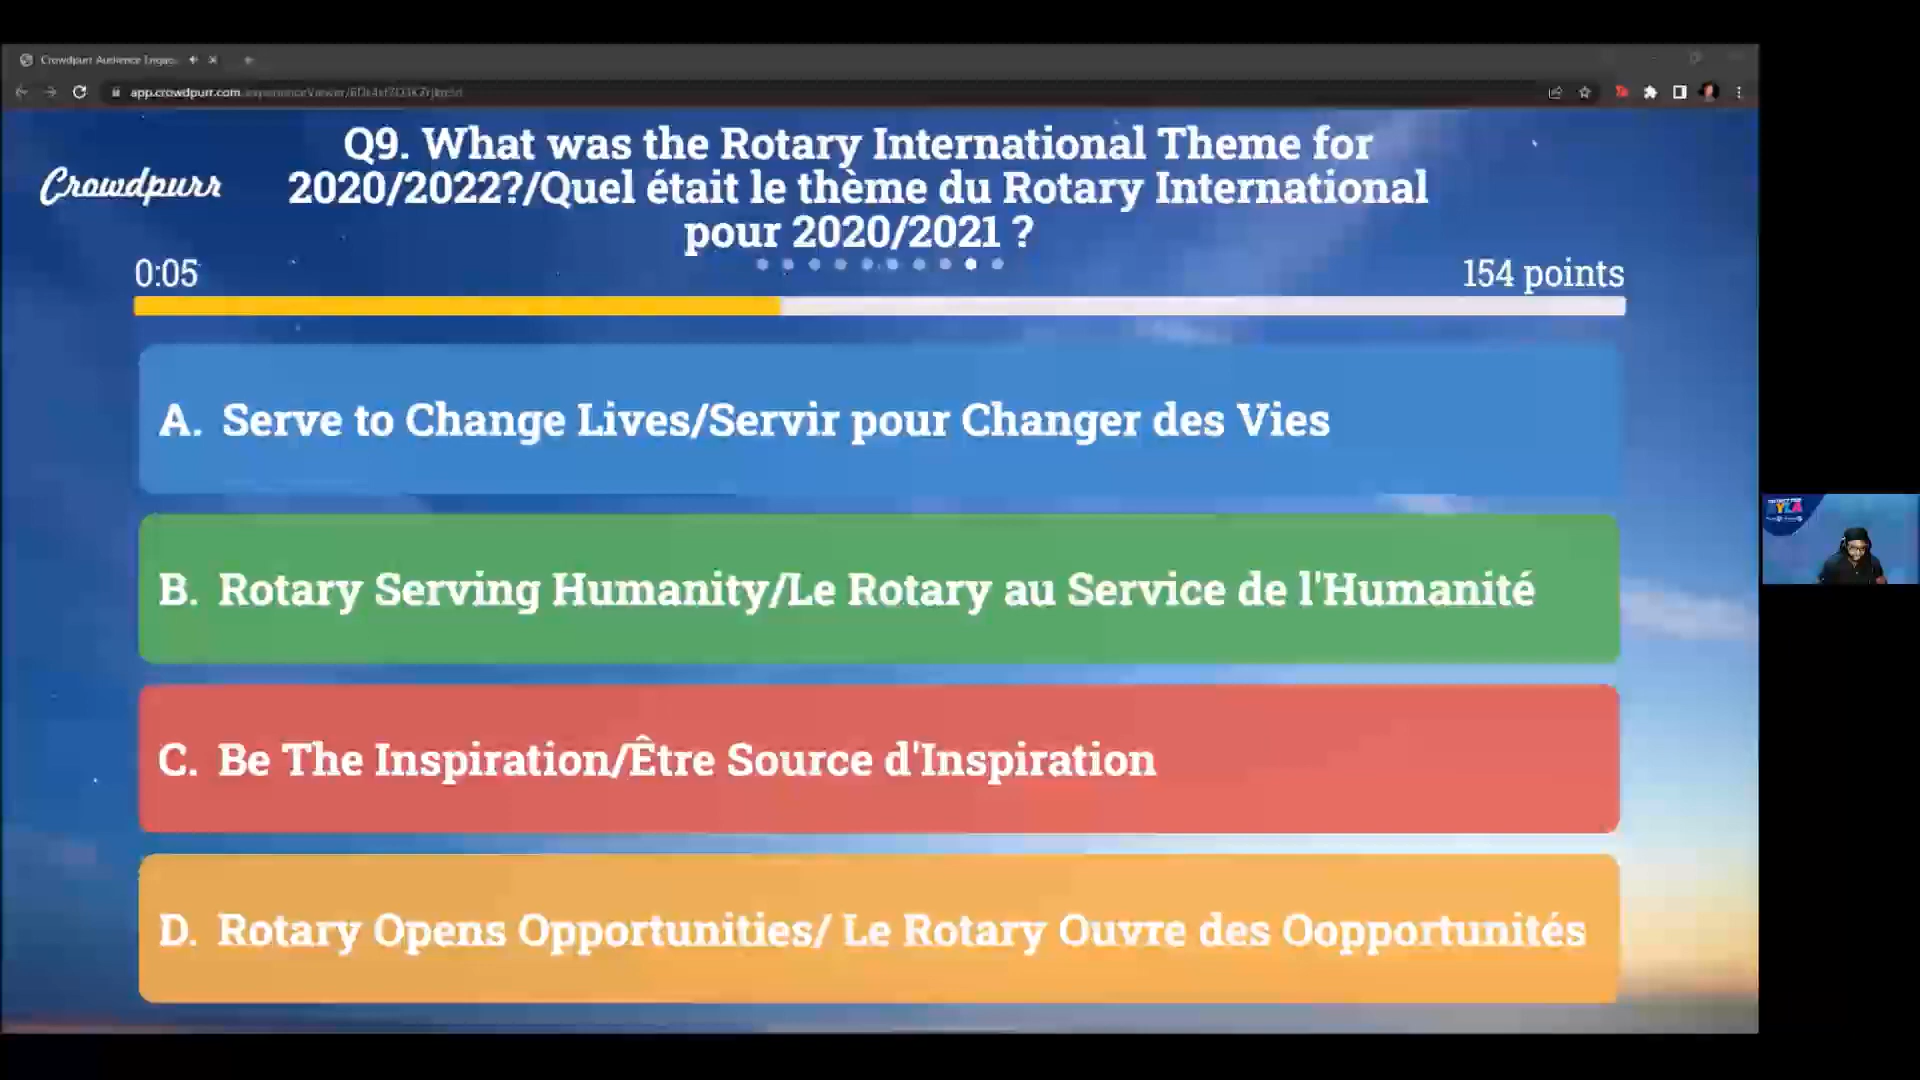 Crowdpurr Audience Engag
app.crowdpurr.com
Crowdpurr
Q9. What was the Rotary International Theme for
2020/2022?/Quel était le thème du Rotary International
pour 2020/2021 ?
0:05
154 points
A. Serve to Change Lives/Servir pour Changer des Vies
B. Rotary Serving Humanity/Le Rotary au Service de l'Humanité
C. Be The Inspiration/Être Source d'Inspiration
D. Rotary Opens Opportunities/ Le Rotary Ouvre des Oopportunités